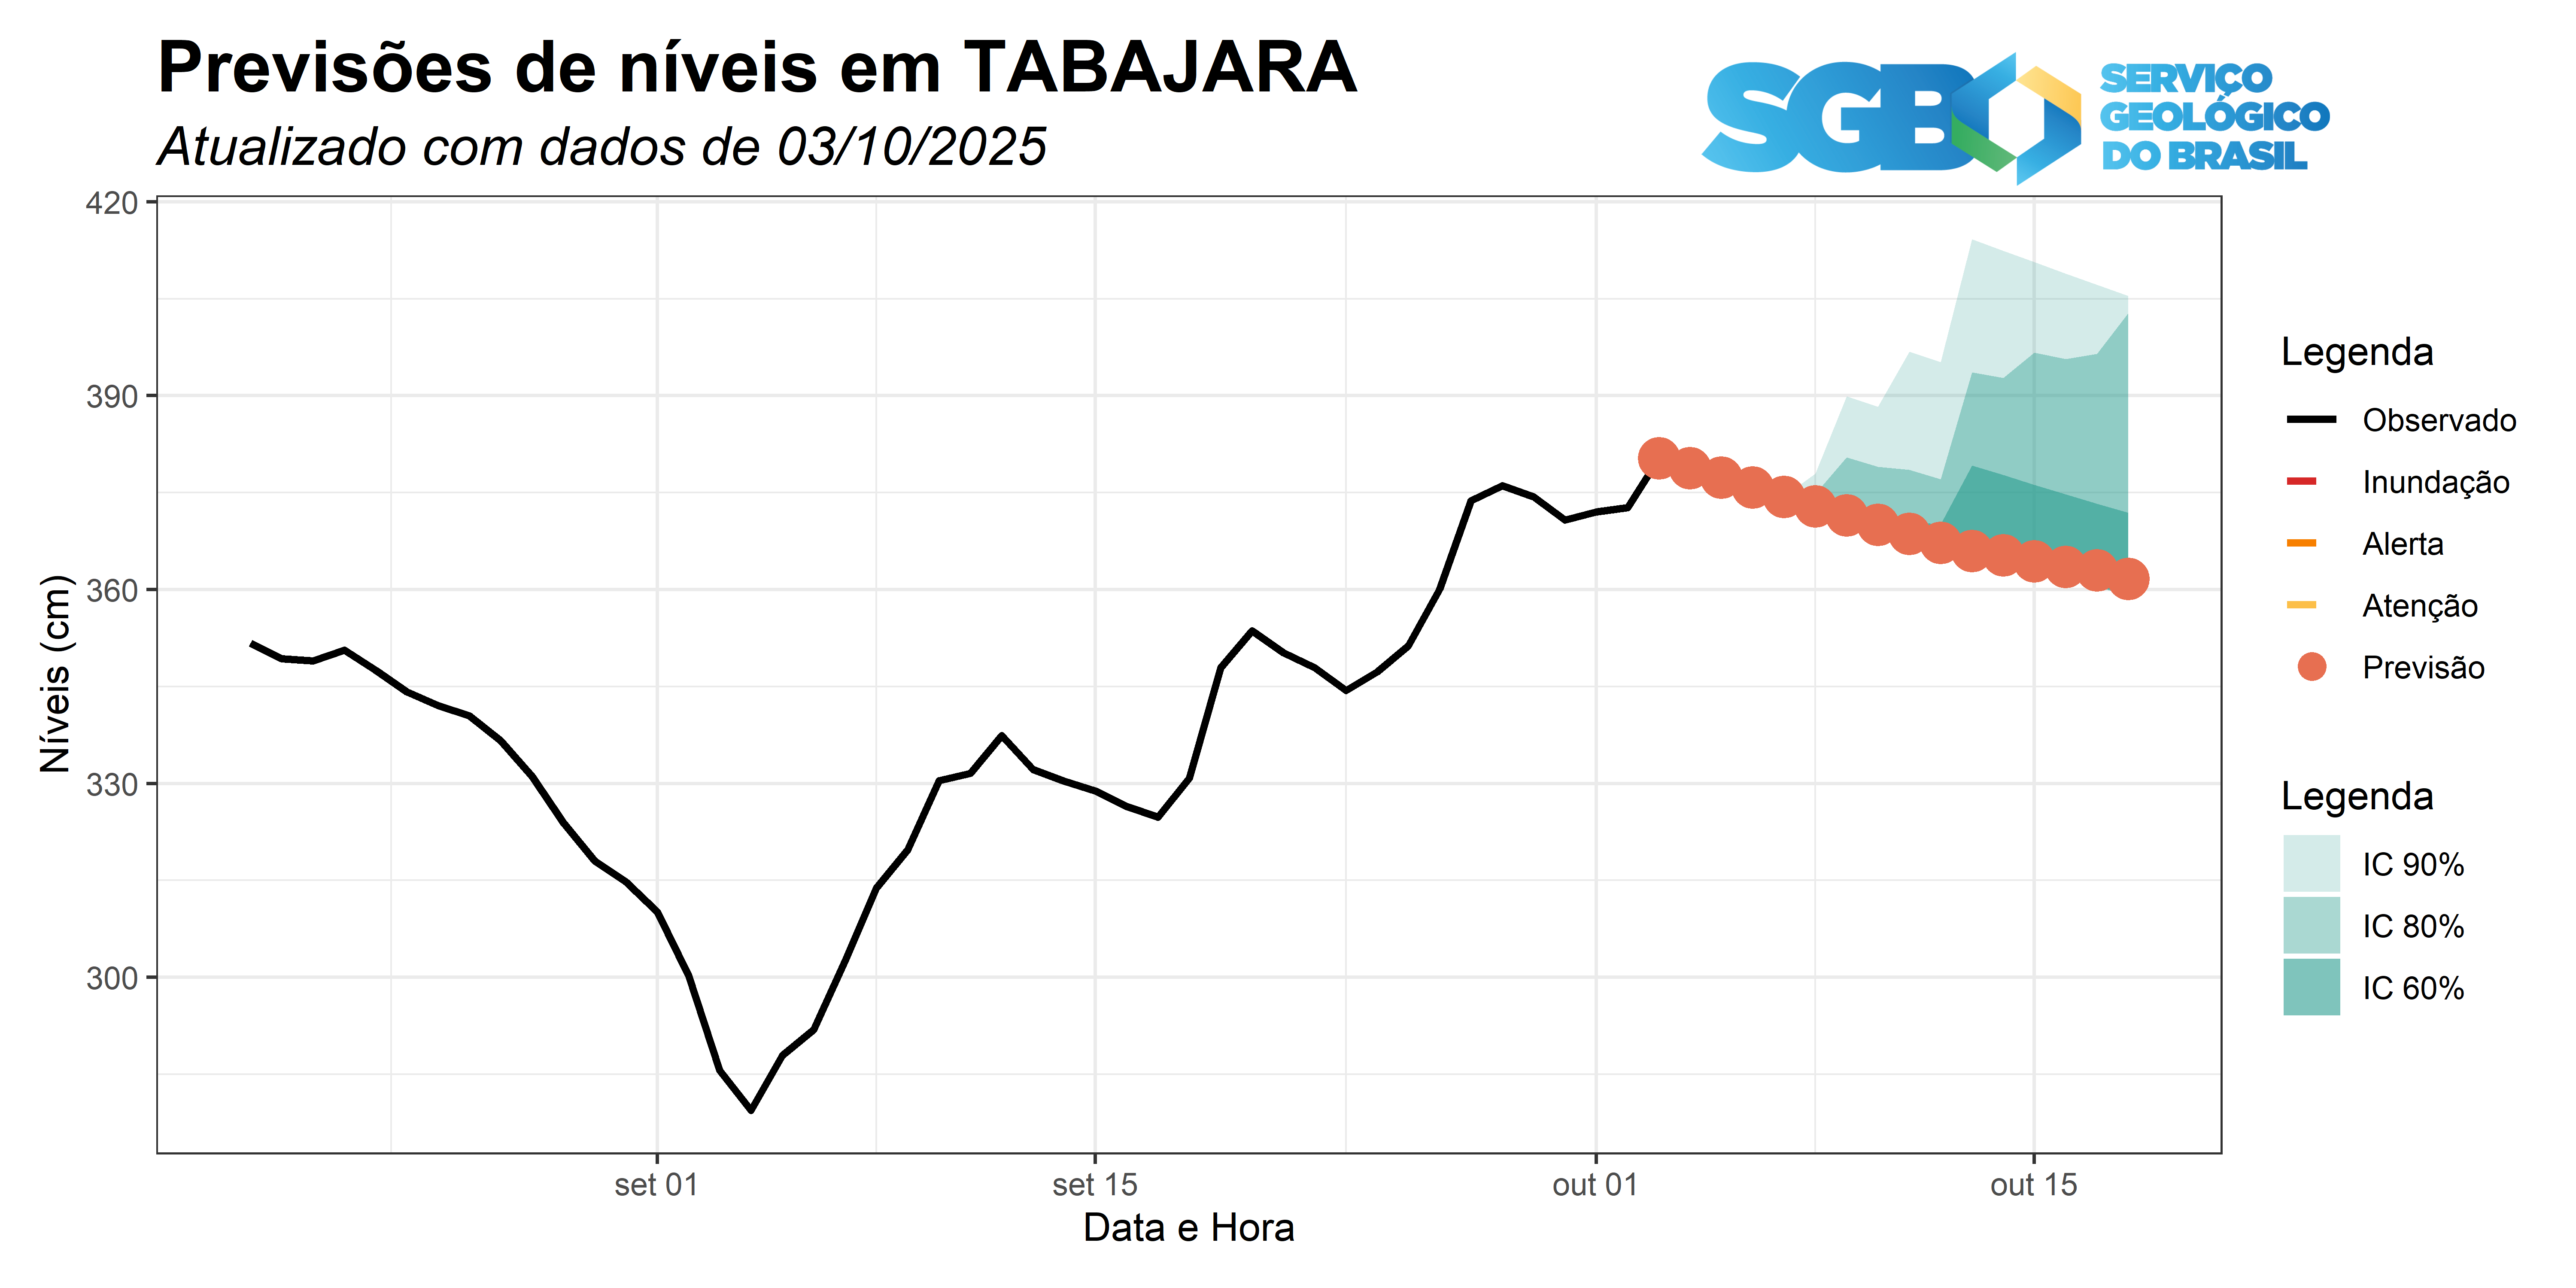 Previsões de níveis em TABAJARA
Atualizado com dados de 03/10/2025
SGB
SERVIÇO
GEOLÓGICO
DO BRASIL
420
390
360
330
300
Níveis (cm)
set 01
set 15
out 01
out 15
Data e Hora
Legenda
Observado
Inundação
Alerta
Atenção
Previsão
Legenda
IC 90%
IC 80%
IC 60%